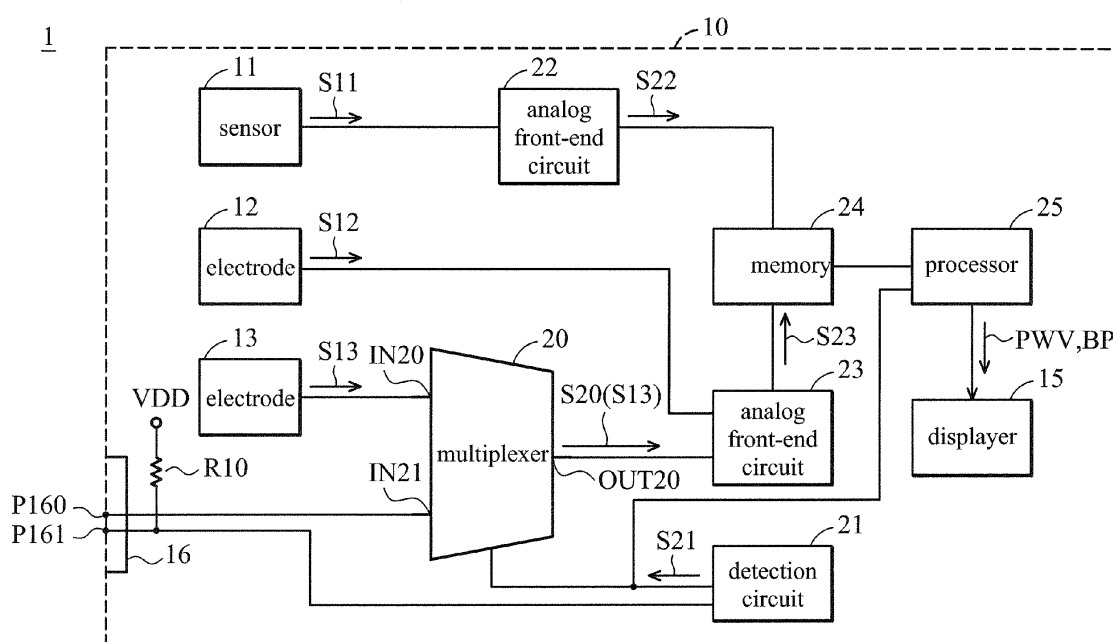 1
10
11
S11
22
S22
sensor
analog
front-end
circuit
12
S12
24
25
electrode
memory
processor
13
S13
IN20
20
S23
PWV,BP
23
15
VDD
electrode
S20(S13)
analog
front-end
circuit
displayer
multiplexer
R10
IN21
OUT20
P160
P161
16
S21
21
detection
circuit